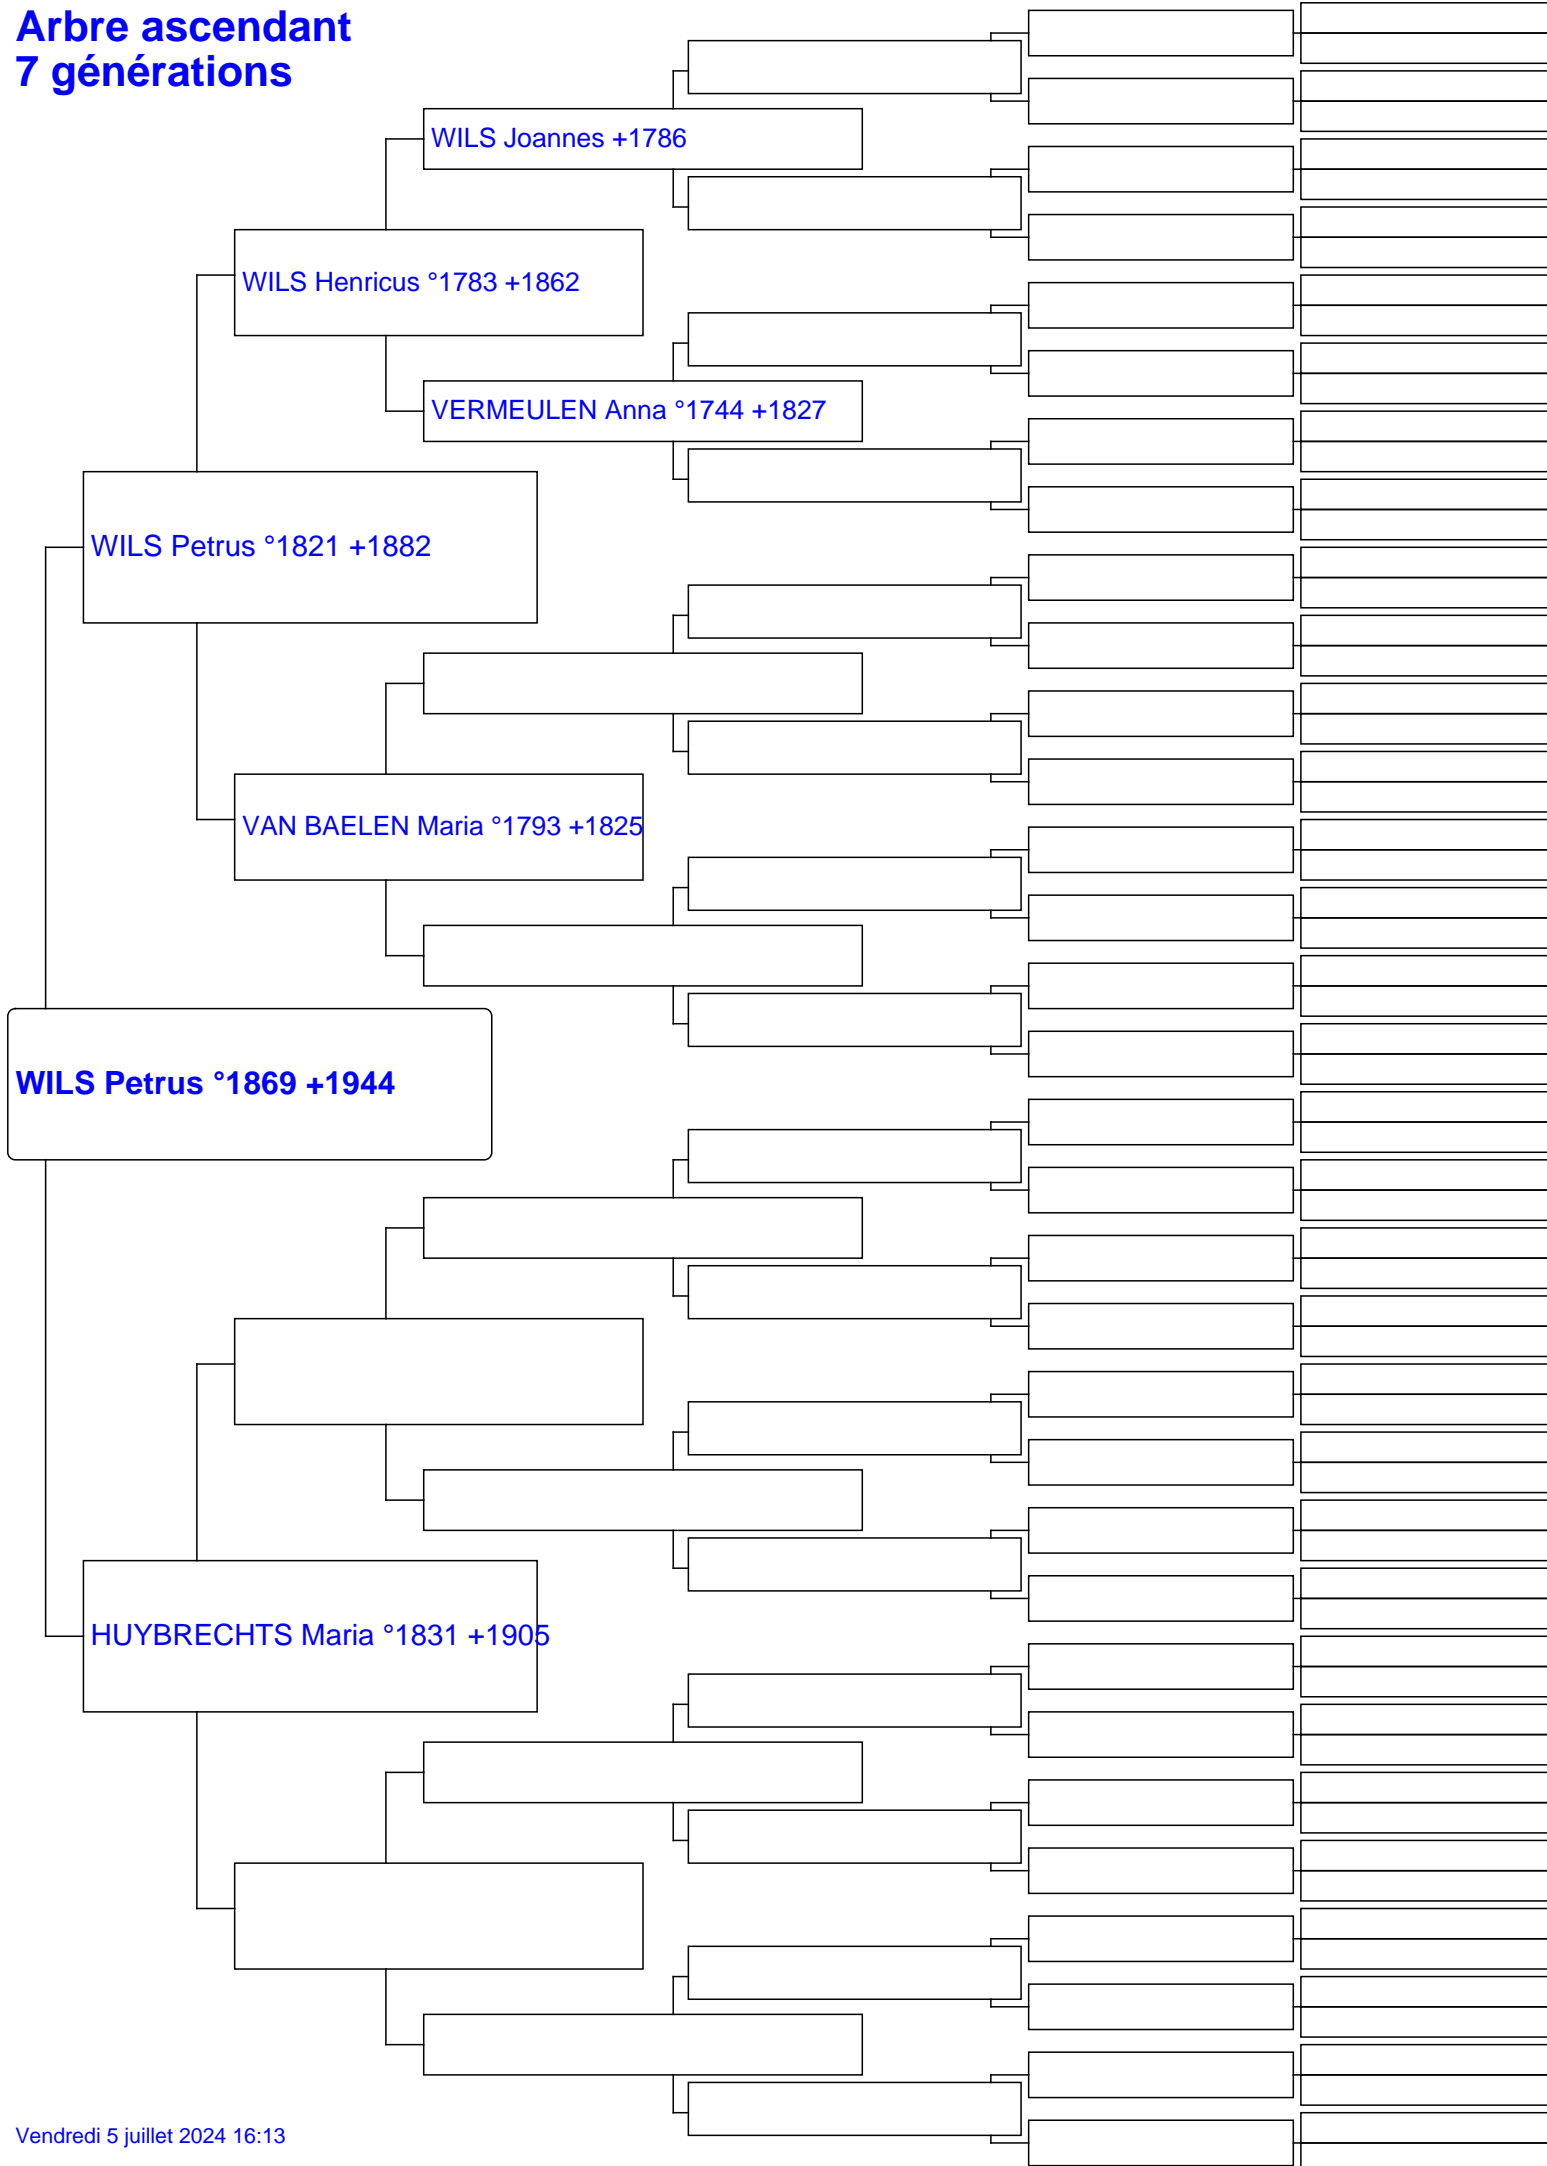 Arbre ascendant
7 générations
WILS Joannes +1786
WILS Henricus °1783 +1862
VERMEULEN Anna °1744 +1827
WILS Petrus °1821 +1882
VAN BAELEN Maria °1793 +1825
WILS Petrus °1869 +1944
HUYBRECHTS Maria °1831 +1905
Vendredi 5 juillet 2024 16:13